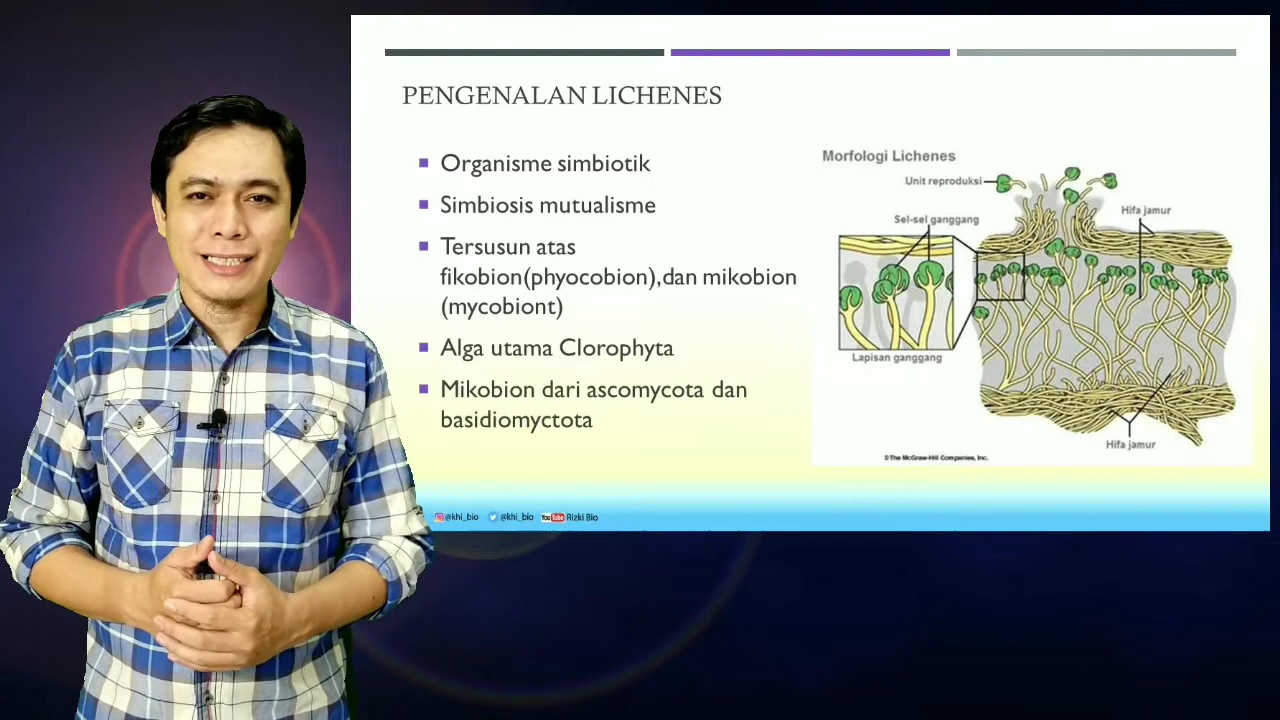 PENGENALAN LICHENES
Organisme simbiotik
Simbiosis mutualisme
Tersusun atas
fikobion(phyocobion),dan mikobion
(mycobiont)
Alga utama Clorophyta
Mikobion dari ascomycota dan
basidiomyctota
Morfologi Lichenes
Unit reproduksi
Sel-sel ganggang
Hifa jamur
Lapisan ganggang
Hifa jamur
©The McGraw-Hill Companies, Inc.
@khi_bio
@khi_bio
YouTube Rizki Bio